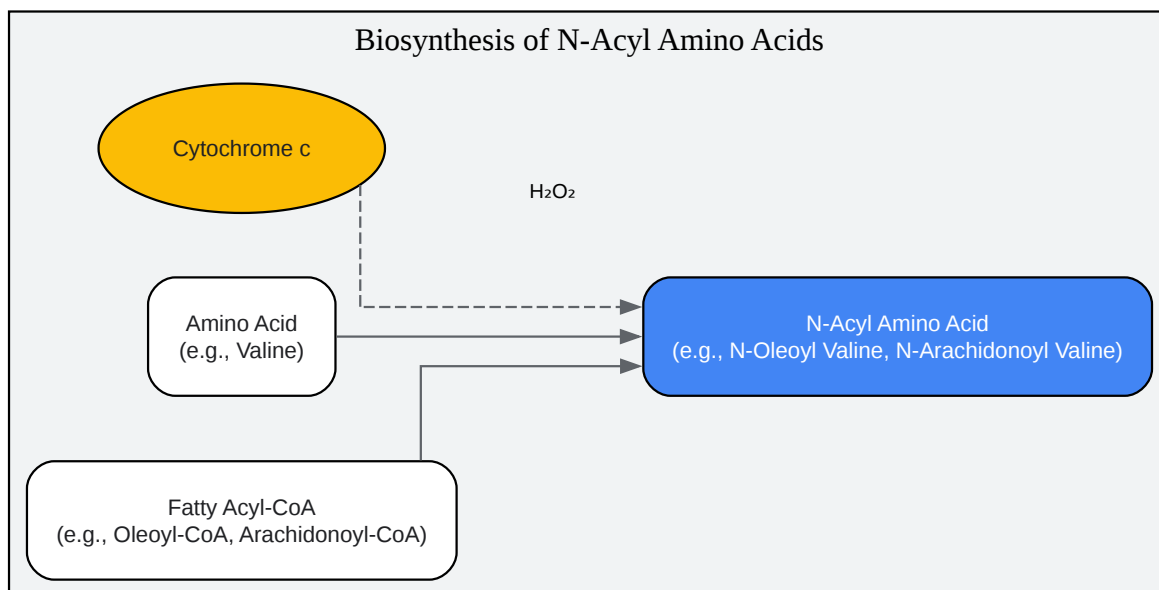 Biosynthesis of N-Acyl Amino Acids
Cytochrome c
H₂O₂
Amino Acid
(e.g., Valine)
N-Acyl Amino Acid
(e.g., N-Oleoyl Valine, N-Arachidonoyl Valine)
Fatty Acyl-CoA
(e.g., Oleoyl-CoA, Arachidonoyl-CoA)